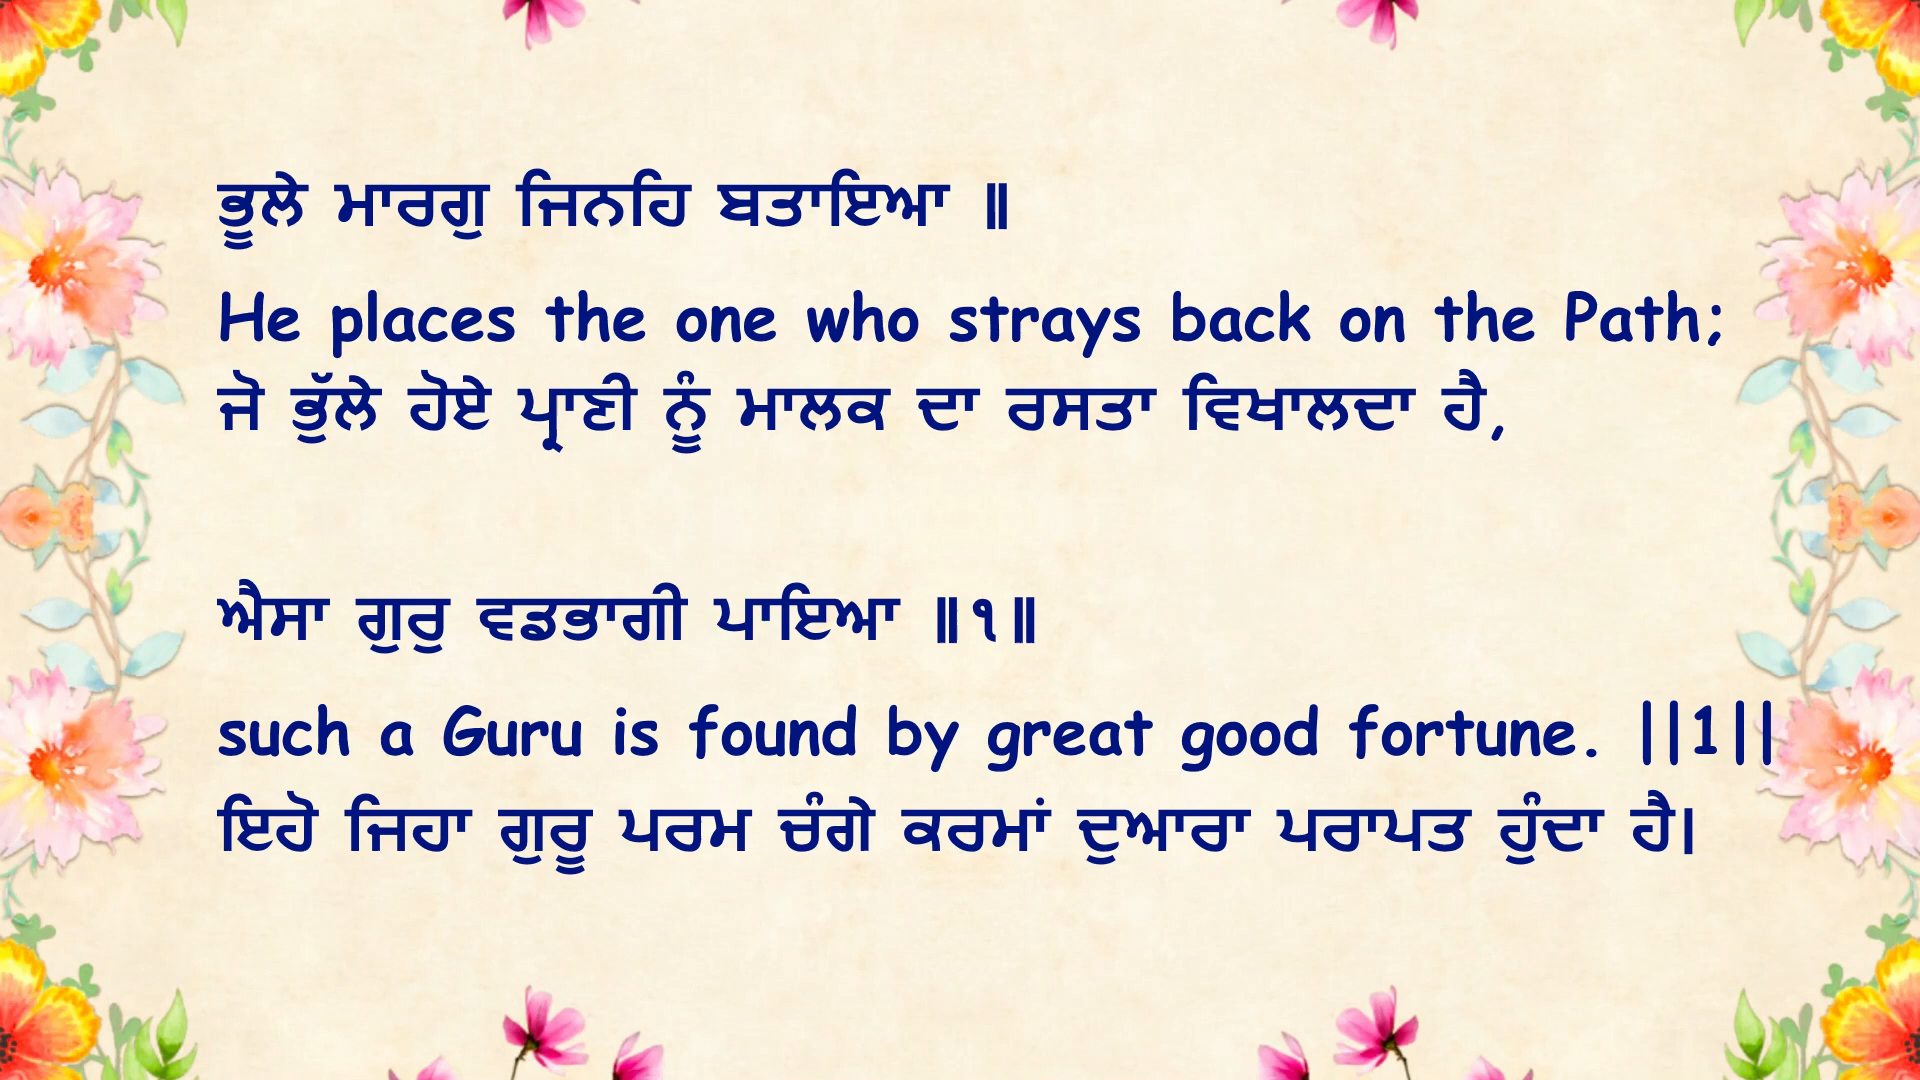 ਭੂਲੇ ਮਾਰਗੁ ਜਿਨਹਿ ਬਤਾਇਆ ॥
He places the one who strays back on the Path;
ਜੋ ਭੁੱਲੇ ਹੋਏ ਪ੍ਰਾਣੀ ਨੂੰ ਮਾਲਕ ਦਾ ਰਸਤਾ ਵਿਖਾਲਦਾ ਹੈ,
ਐਸਾ ਗੁਰੁ ਵਡਭਾਗੀ ਪਾਇਆ ॥੧॥
such a Guru is found by great good fortune. ||1||
ਇਹੋ ਜਿਹਾ ਗੁਰੂ ਪਰਮ ਚੰਗੇ ਕਰਮਾਂ ਦੁਆਰਾ ਪਰਾਪਤ ਹੁੰਦਾ ਹੈ।